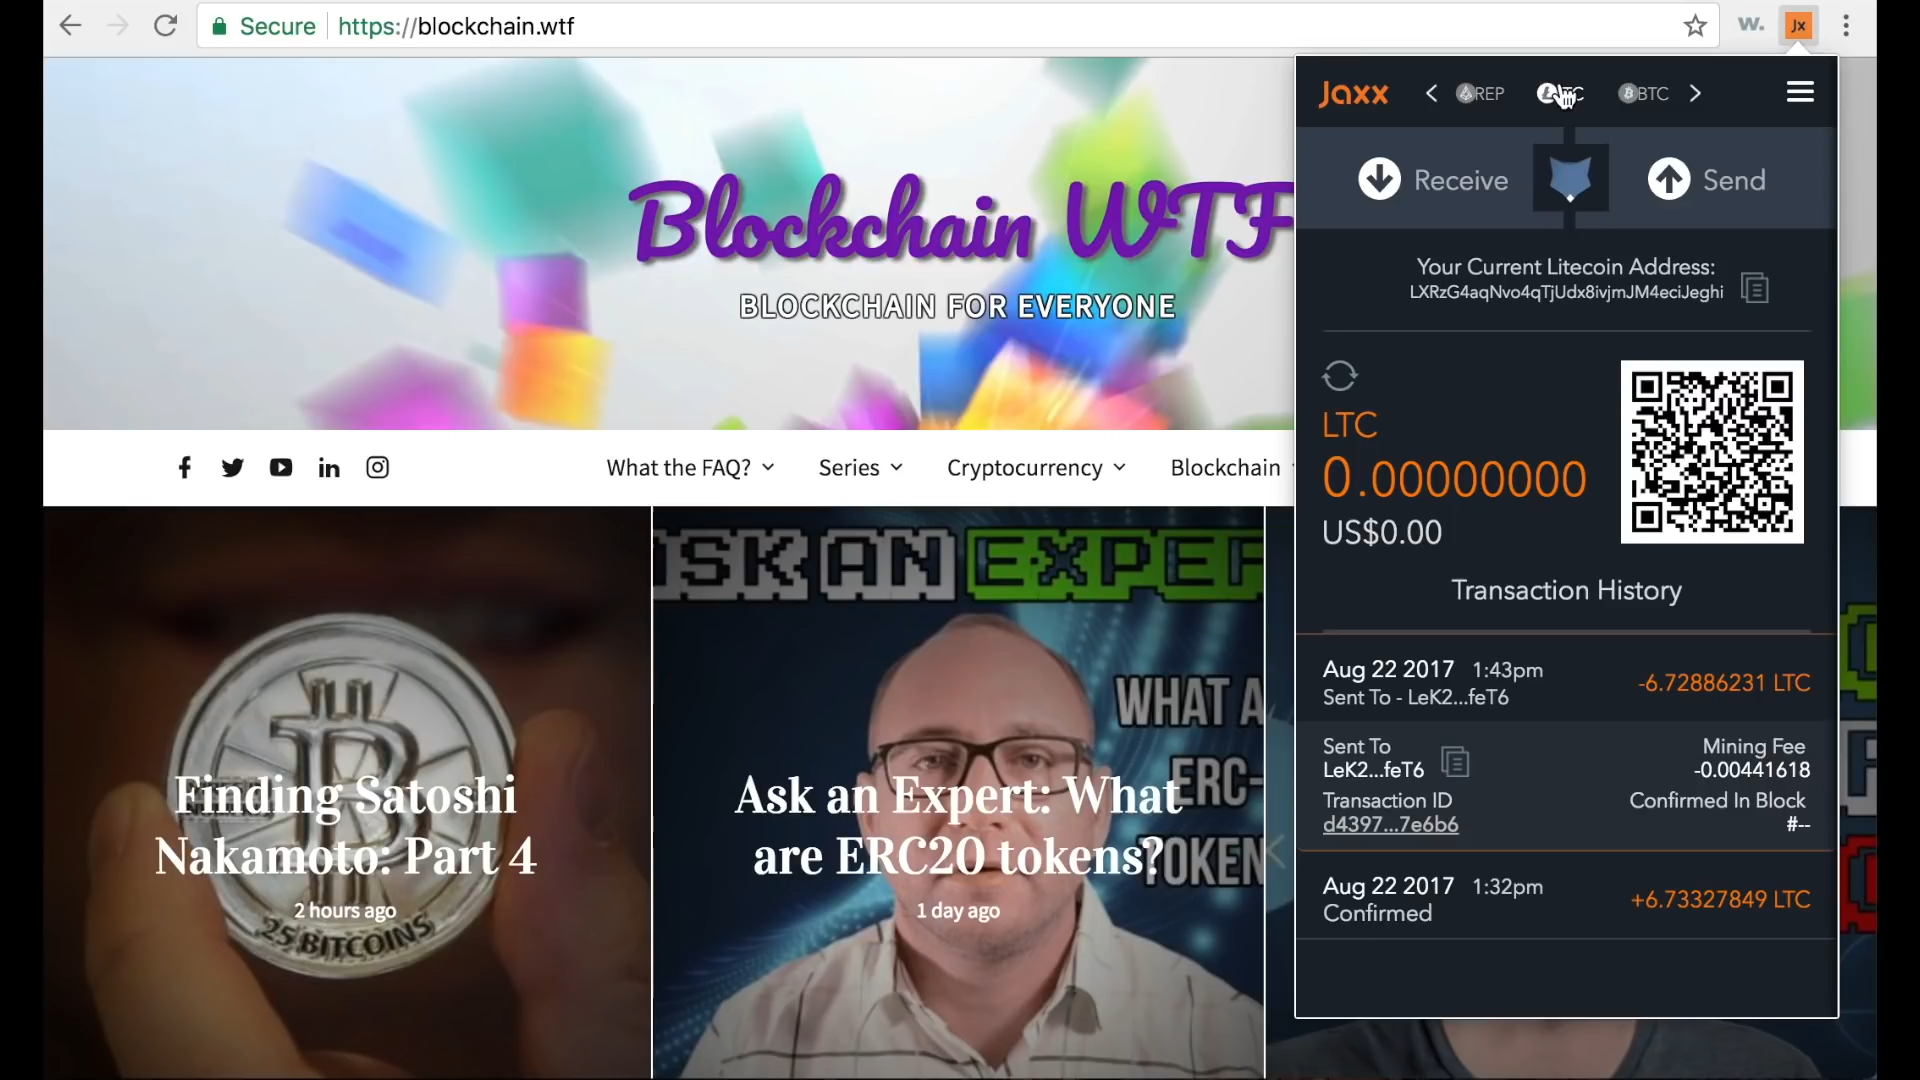 Secure https://blockchain.wtf
W.
Jx
Jaxx
REP
BTC
Receive
Send
Blockchain WTF
BLOCKCHAIN FOR EVERYONE
Your Current Litecoin Address:
LXRzG4aqNvo4qTjUdx8ivjmJM4eciJeghi
LTC
0.00000000
US$0.00
What the FAQ?
Series
Cryptocurrency
Blockchain
Transaction History
Aug 22 2017 1:43pm
-6.72886231 LTC
Sent To - LeK2...feT6
Sent To
LeK2...feT6
Mining Fee
-0.00441618
Transaction ID
d4397...7e6b6
Confirmed In Block
#--
Aug 22 2017 1:32pm
+6.73327849 LTC
Confirmed
Finding Satoshi
Nakamoto: Part 4
2 hours ago
25 BITCOINS
SK AN EXPER
WHAT A
ERC-
TOKEN
Ask an Expert: What
are ERC20 tokens?
1 day ago